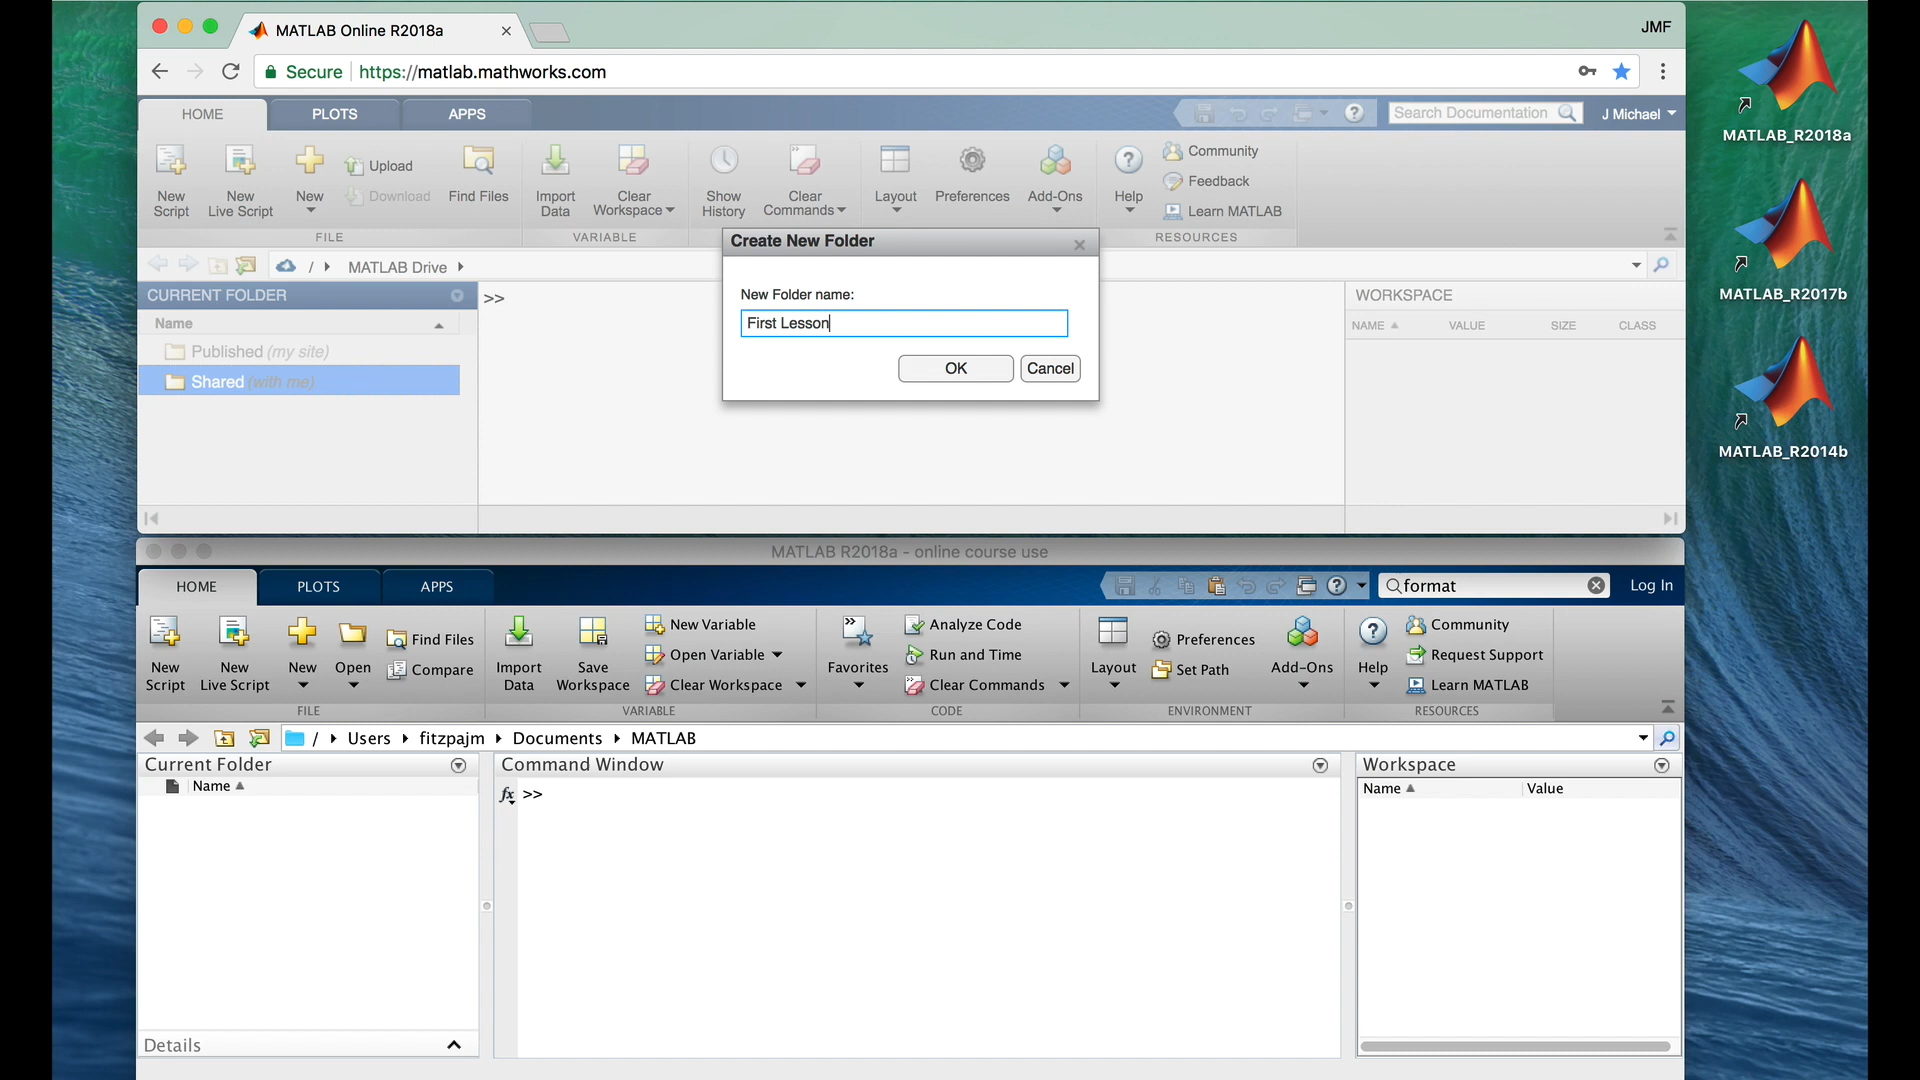 MATLAB Online R2018a
JMF
Secure https://matlab.mathworks.com
HOME PLOTS APPS
Search Documentation
J Michael
New Script
New Live Script
New
Upload
Download
Find Files
FILE
Import Data
Clear Workspace
VARIABLE
Show History
Clear Commands
Layout
Preferences
Add-Ons
Help
Community
Feedback
Learn MATLAB
RESOURCES
/ MATLAB Drive
Create New Folder
New Folder name:
First Lesson
OK Cancel
CURRENT FOLDER
Name
Published (my site)
Shared (with me)
>>
WORKSPACE
NAME VALUE SIZE CLASS
MATLAB_R2018a
MATLAB_R2017b
MATLAB_R2014b
MATLAB R2018a - online course use
HOME PLOTS APPS
format
Log In
New Script
New Live Script
New
Open
Find Files
Compare
FILE
Import Data
Save Workspace
New Variable
Open Variable
Clear Workspace
VARIABLE
Favorites
Analyze Code
Run and Time
Clear Commands
CODE
Layout
Preferences
Set Path
Add-Ons
ENVIRONMENT
Help
Community
Request Support
Learn MATLAB
RESOURCES
/ Users fitzpajm Documents MATLAB
Current Folder
Name
Details
Command Window
fx >>
Workspace
Name Value